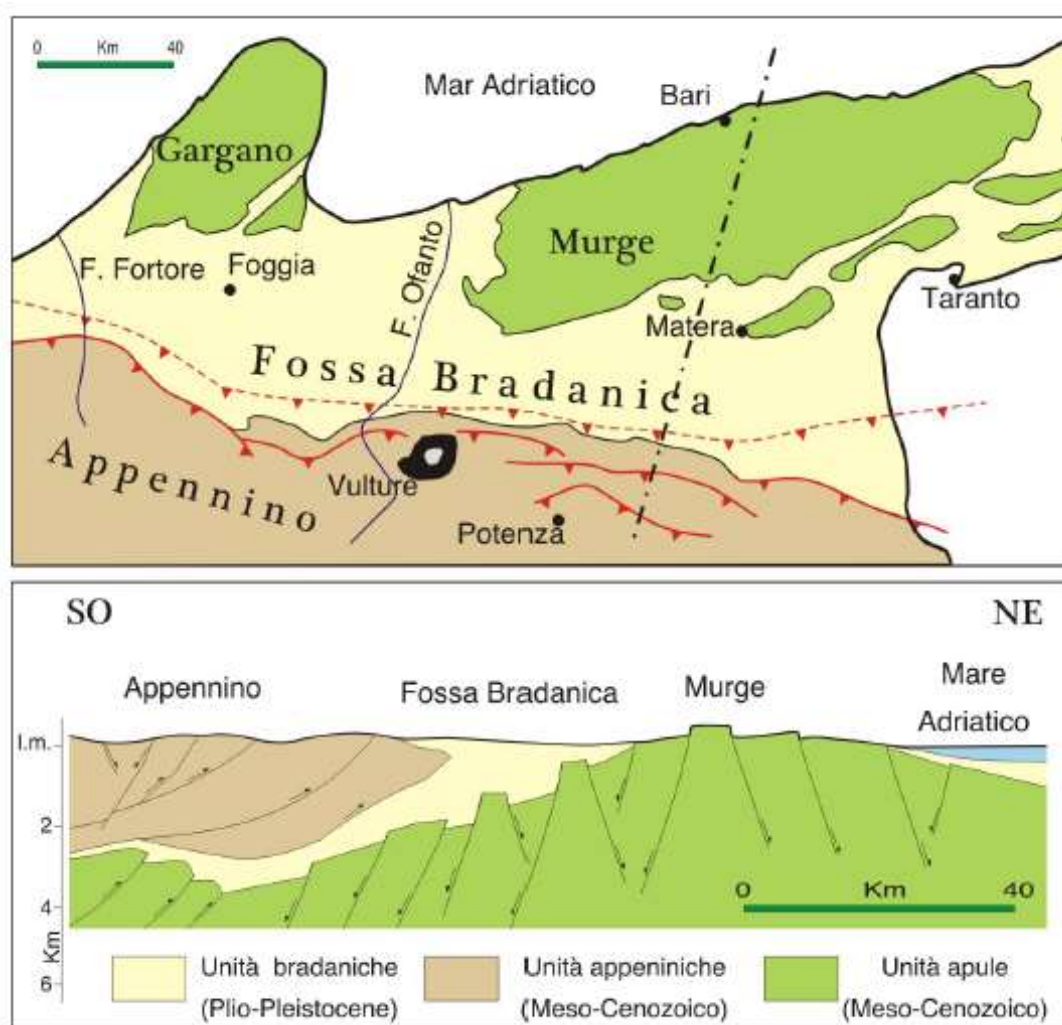 0 Km 40
Mar Adriatico
Bari
Gargano
F. Fortore
Foggia
F. Ofanto
Murge
Matera
Taranto
Fossa Bradanica
Appennino
Vulture
Potenza
SO
NE
Appennino
Fossa Bradanica
Murge
Mare
Adriatico
l.m.
2
4
Km
6
0 Km 40
Unità bradaniche
(Plio-Pleistocene)
Unità appeniniche
(Meso-Cenozoico)
Unità apule
(Meso-Cenozoico)